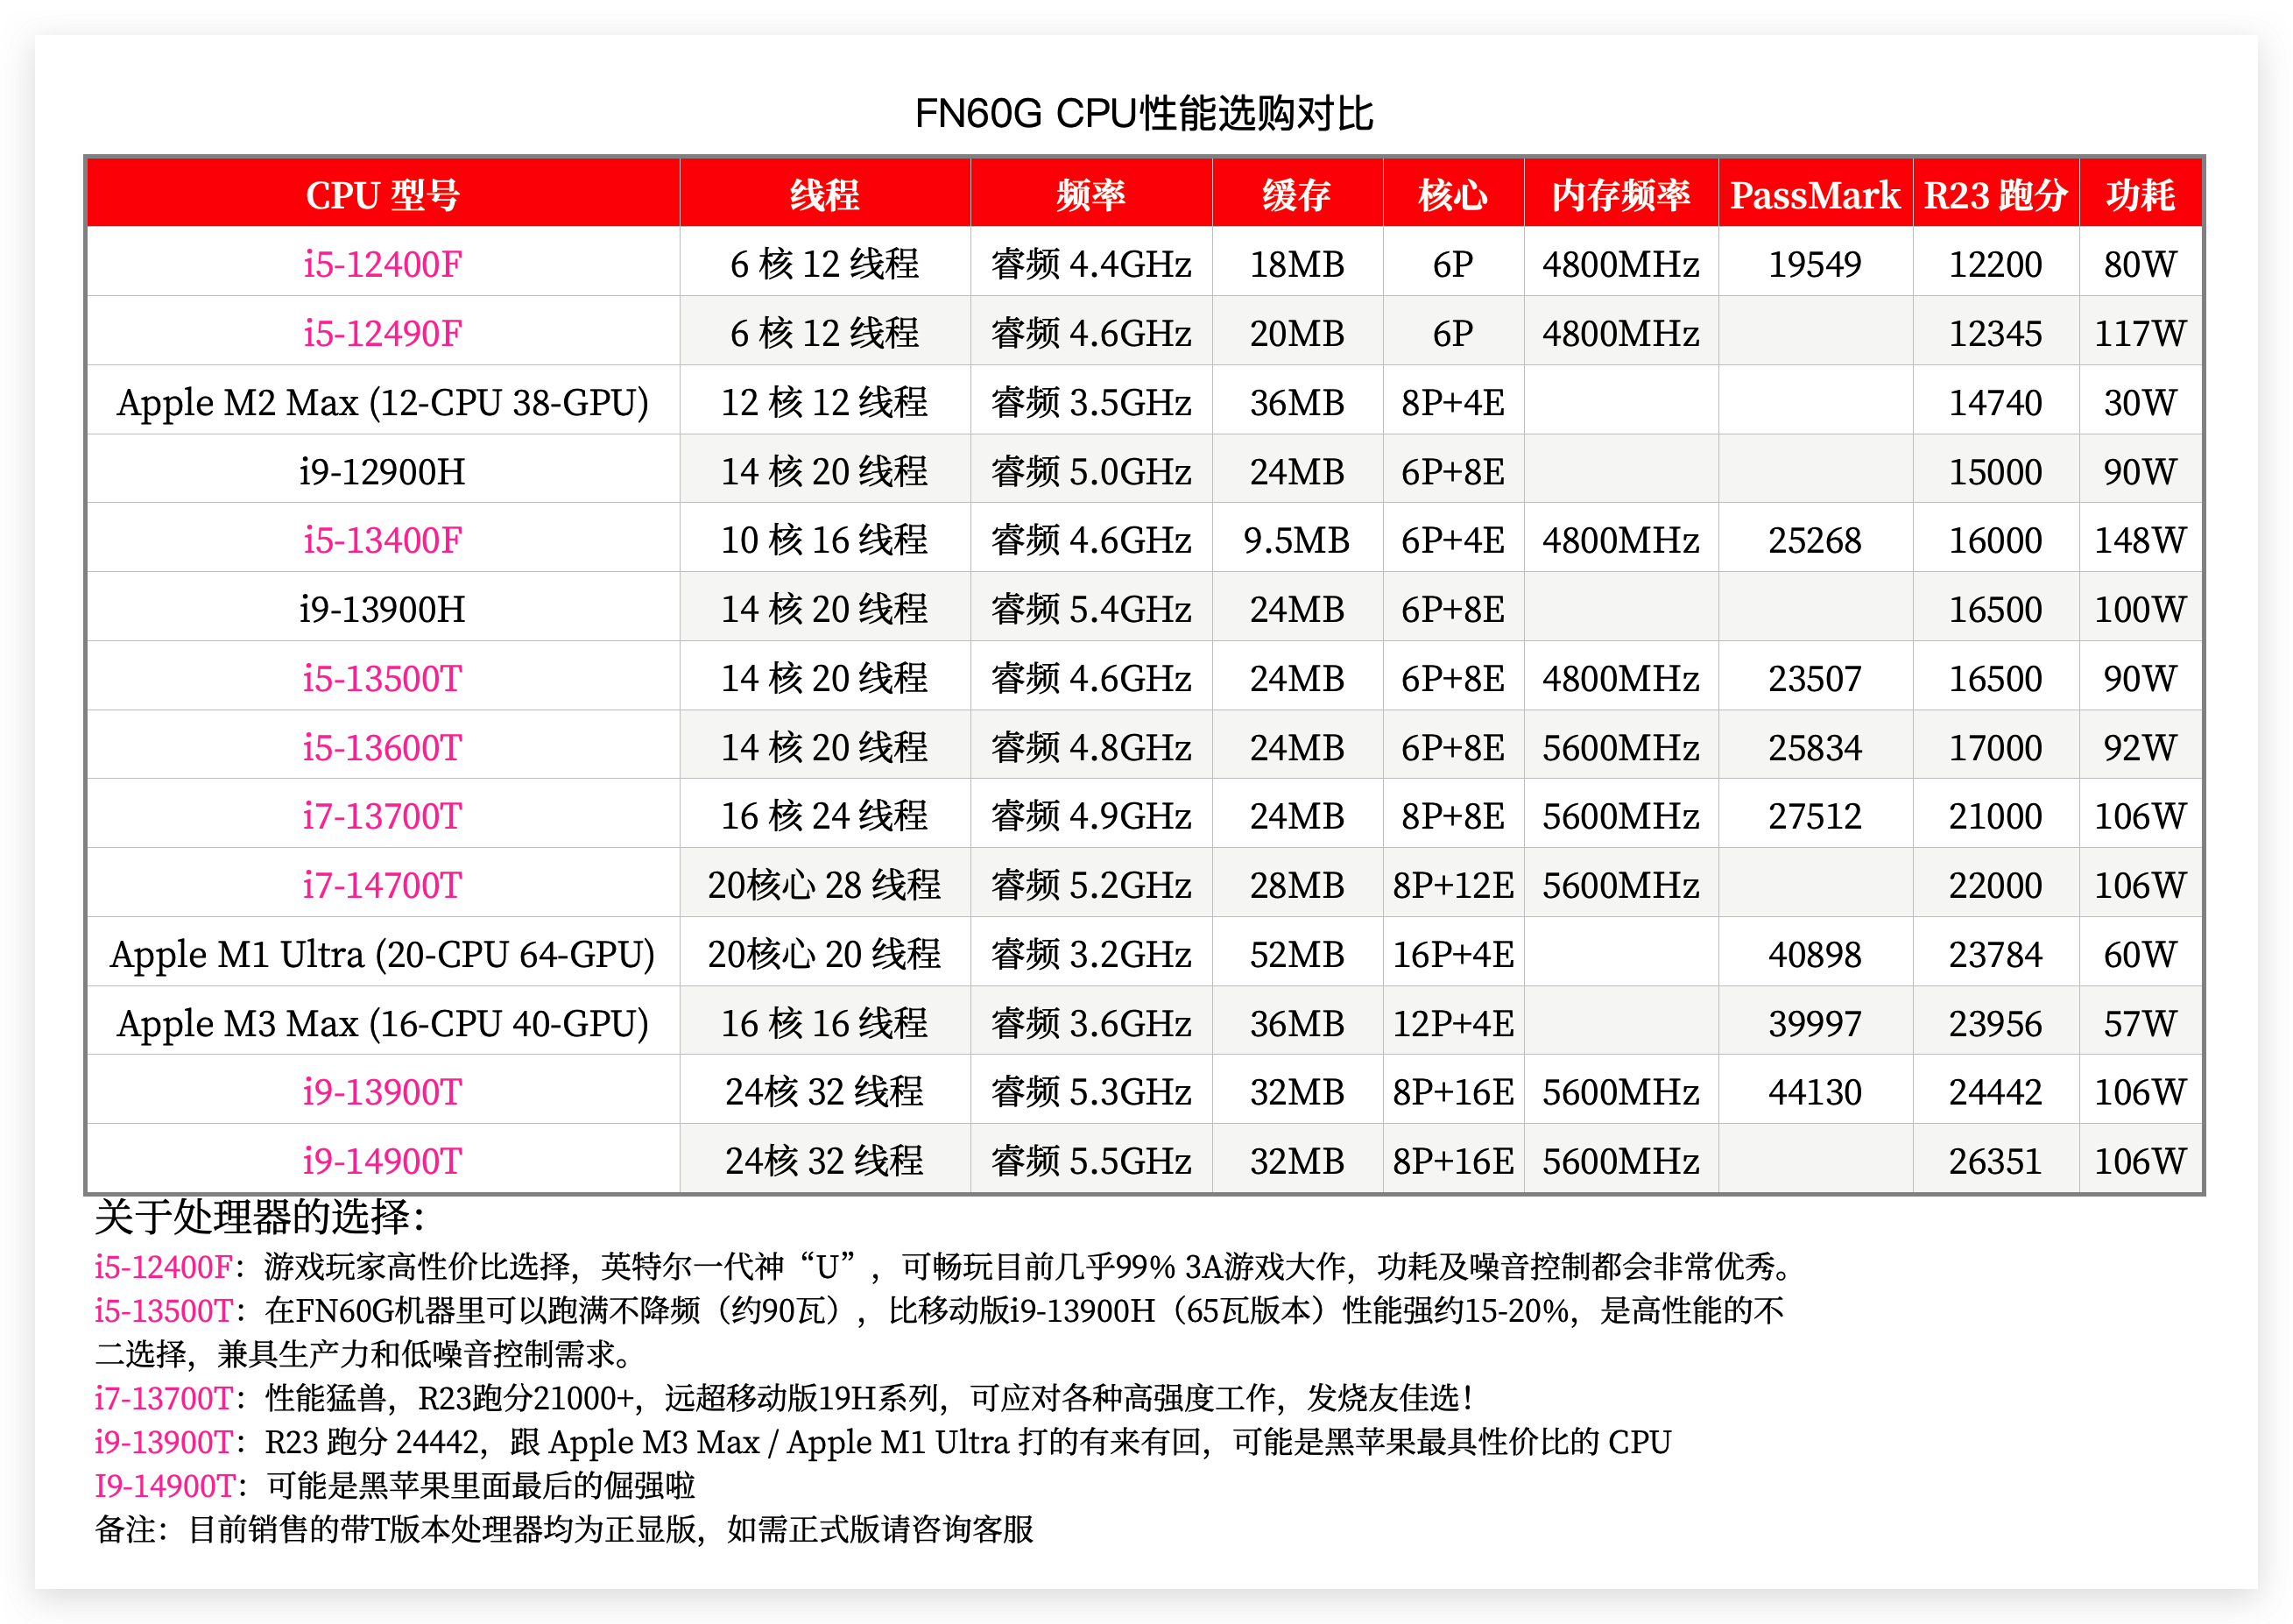 FN60G CPU性能选购对比
CPU 型号 线程 频率 缓存 核心 内存频率 PassMark R23 跑分 功耗
i5-12400F 6 核 12 线程 睿频 4.4GHz 18MB 6P 4800MHz 19549 12200 80W
i5-12490F 6 核 12 线程 睿频 4.6GHz 20MB 6P 4800MHz 12345 117W
Apple M2 Max (12-CPU 38-GPU) 12 核 12 线程 睿频 3.5GHz 36MB 8P+4E 14740 30W
i9-12900H 14 核 20 线程 睿频 5.0GHz 24MB 6P+8E 15000 90W
i5-13400F 10 核 16 线程 睿频 4.6GHz 9.5MB 6P+4E 4800MHz 25268 16000 148W
i9-13900H 14 核 20 线程 睿频 5.4GHz 24MB 6P+8E 16500 100W
i5-13500T 14 核 20 线程 睿频 4.6GHz 24MB 6P+8E 4800MHz 23507 16500 90W
i5-13600T 14 核 20 线程 睿频 4.8GHz 24MB 6P+8E 5600MHz 25834 17000 92W
i7-13700T 16 核 24 线程 睿频 4.9GHz 24MB 8P+8E 5600MHz 27512 21000 106W
i7-14700T 20核心 28 线程 睿频 5.2GHz 28MB 8P+12E 5600MHz 22000 106W
Apple M1 Ultra (20-CPU 64-GPU) 20核心 20 线程 睿频 3.2GHz 52MB 16P+4E 40898 23784 60W
Apple M3 Max (16-CPU 40-GPU) 16 核 16 线程 睿频 3.6GHz 36MB 12P+4E 39997 23956 57W
i9-13900T 24核 32 线程 睿频 5.3GHz 32MB 8P+16E 5600MHz 44130 24442 106W
i9-14900T 24核 32 线程 睿频 5.5GHz 32MB 8P+16E 5600MHz 26351 106W
关于处理器的选择：
i5-12400F：游戏玩家高性价比选择，英特尔一代神“U”，可畅玩目前几乎99% 3A游戏大作，功耗及噪音控制都会非常优秀。
i5-13500T：在FN60G机器里可以跑满不降频（约90瓦），比移动版i9-13900H（65瓦版本）性能强约15-20%，是高性能的不
二选择，兼具生产力和低噪音控制需求。
i7-13700T：性能猛兽，R23跑分21000+，远超移动版19H系列，可应对各种高强度工作，发烧友佳选！
i9-13900T：R23 跑分 24442，跟 Apple M3 Max / Apple M1 Ultra 打的有来有回，可能是黑苹果最具性价比的 CPU
I9-14900T：可能是黑苹果里面最后的倔强啦
备注：目前销售的带T版本处理器均为正显版，如需正式版请咨询客服